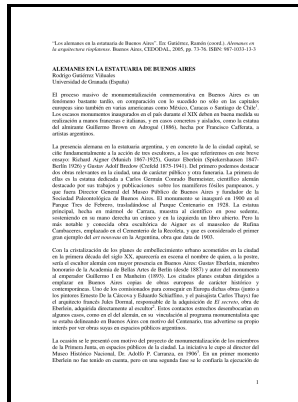 "Los alemanes en la estatuaria de Buenos Aires". En: Gutiérrez, Ramón (coord.). Alemanes en
la arquitectura rioplatense. Buenos Aires, CEDODAL, 2005, pp. 73-76. ISBN: 987-1033-13-3
ALEMANES EN LA ESTATUARIA DE BUENOS AIRES
Rodrigo Gutiérrez Viñuales
Universidad de Granada (España)
El proceso masivo de monumentalización conmemorativa en Buenos Aires es un
fenómeno bastante tardío, en comparación con lo sucedido no sólo en las capitales
europeas sino también en varias americanas como México, Caracas o Santiago de Chile¹.
Los escasos monumentos inaugurados en el país durante el XIX deben en buena medida su
realización a manos francesas e italianas, y en casos concretos y aislados, como la estatua
del almirante Guillermo Brown en Adrogué (1886), hecha por Francisco Cafferata, a
artistas argentinos.
La presencia alemana en la estatuaria argentina, y en concreto la de la ciudad capital, se
ciñe fundamentalmente a la acción de tres escultores, a los que referiremos en este breve
ensayo: Richard Aigner (Munich 1867-1925), Gustav Eberlein (Spiekershausen 1847-
Berlín 1926) y Gustav Adolf Bredow (Krefeld 1875-1941). Del primero podemos destacar
dos obras relevantes en la ciudad, una de carácter público y otra funeraria. La primera de
ellas es la estatua dedicada a Carlos Germán Conrado Burmeister, científico alemán
destacado por sus trabajos y publicaciones sobre los mamíferos fósiles pampeanos, y
que fuera Director General del Museo Público de Buenos Aires y fundador de la
Sociedad Paleontológica de Buenos Aires. El monumento se inauguró en 1900 en el
Parque Tres de Febrero, trasladándose al Parque Centenario en 1928. La estatua
principal, hecha en mármol de Carrara, muestra al científico en pose sedente,
sosteniendo en su mano derecha un cráneo y en la izquierda un libro abierto. Pero la
más notable y conocida obra escultórica de Aigner es el mausoleo de Rufina
Cambaceres, emplazado en el Cementerio de la Recoleta, y que es considerado el primer
gran ejemplo del art nouveau en la Argentina, obra que data de 1903.
Con la cristalización de los planes de embellecimiento urbano acometidos en la ciudad
en la primera década del siglo XX, aparecería en escena el nombre de quien, a la postre,
sería el escultor alemán con mayor presencia en Buenos Aires: Gustav Eberlein, miembro
honorario de la Academia de Bellas Artes de Berlín (desde 1887) y autor del monumento
al emperador Guillermo I en Manheim (1893). Los citados planes estaban dirigidos a
emplazar en Buenos Aires copias de obras europeas de carácter histórico y
contemporáneas. Uno de los comisionados para conseguir en Europa dichas obras (junto a
los pintores Ernesto De la Cárcova y Eduardo Schiaffino, y el paisajista Carlos Thays) fue
el arquitecto francés Jules Dormal, responsable de la adquisición de El secreto, obra de
Eberlein, adquirida directamente al escultor². Estos contactos estrechos desembocarían en
algunos casos, como en el del alemán, en su vinculación al programa monumentalista que
se estaba delineando en Buenos Aires con motivo del Centenario, tras advertirse su propio
interés por ver obras suyas en espacios públicos argentinos.
La ocasión se le presentó con motivo del proyecto de monumentalización de los miembros
de la Primera Junta, en espacios públicos de la ciudad. La iniciativa le cupo al director del
Museo Histórico Nacional, Dr. Adolfo P. Carranza, en 1906³. En un primer momento
Eberlein no fue tenido en cuenta, pero en una segunda fase se le confiaría la ejecución de
1